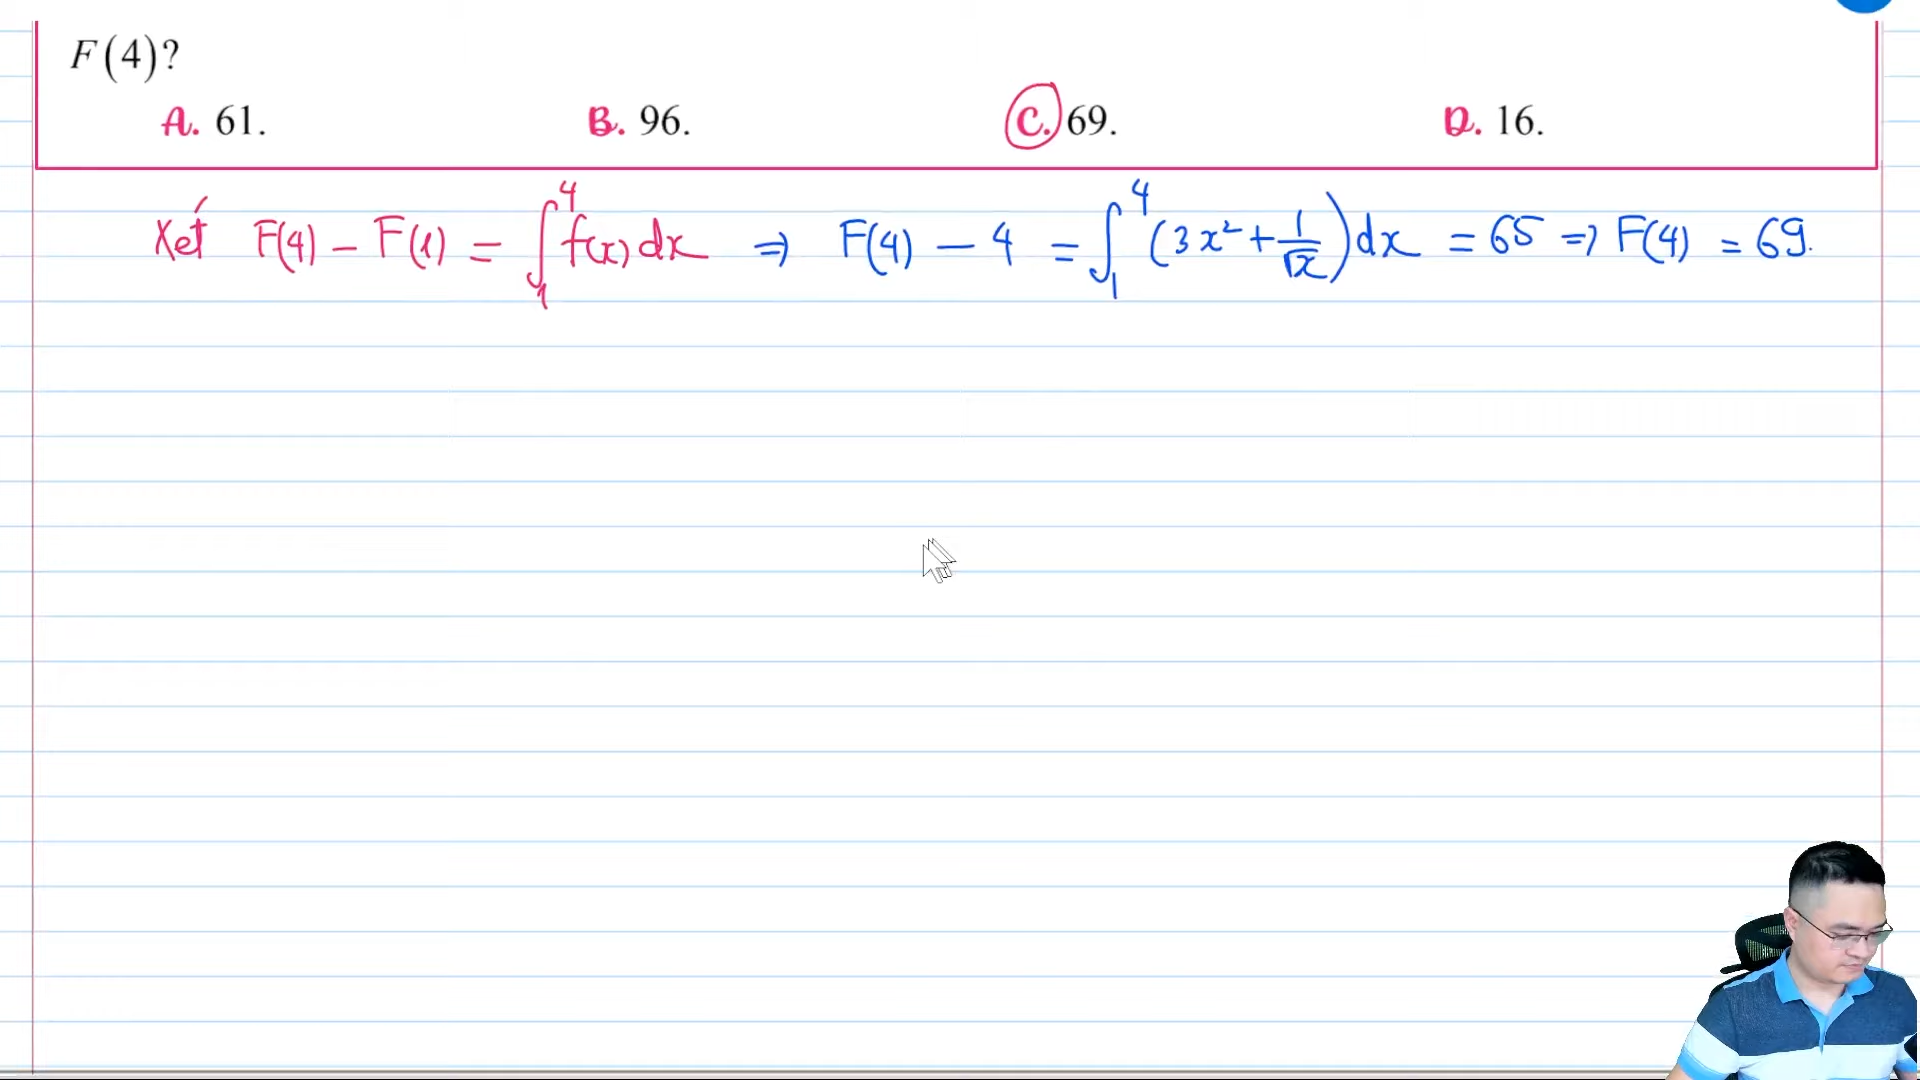 F(4)?
A. 61. B. 96. C. 69. D. 16.
Xét F(4) − F(1) = ∫₁⁴ f(x) dx ⇒ F(4) − 4 = ∫₁⁴ (3x² + 1/√x) dx = 65 ⇒ F(4) = 69.